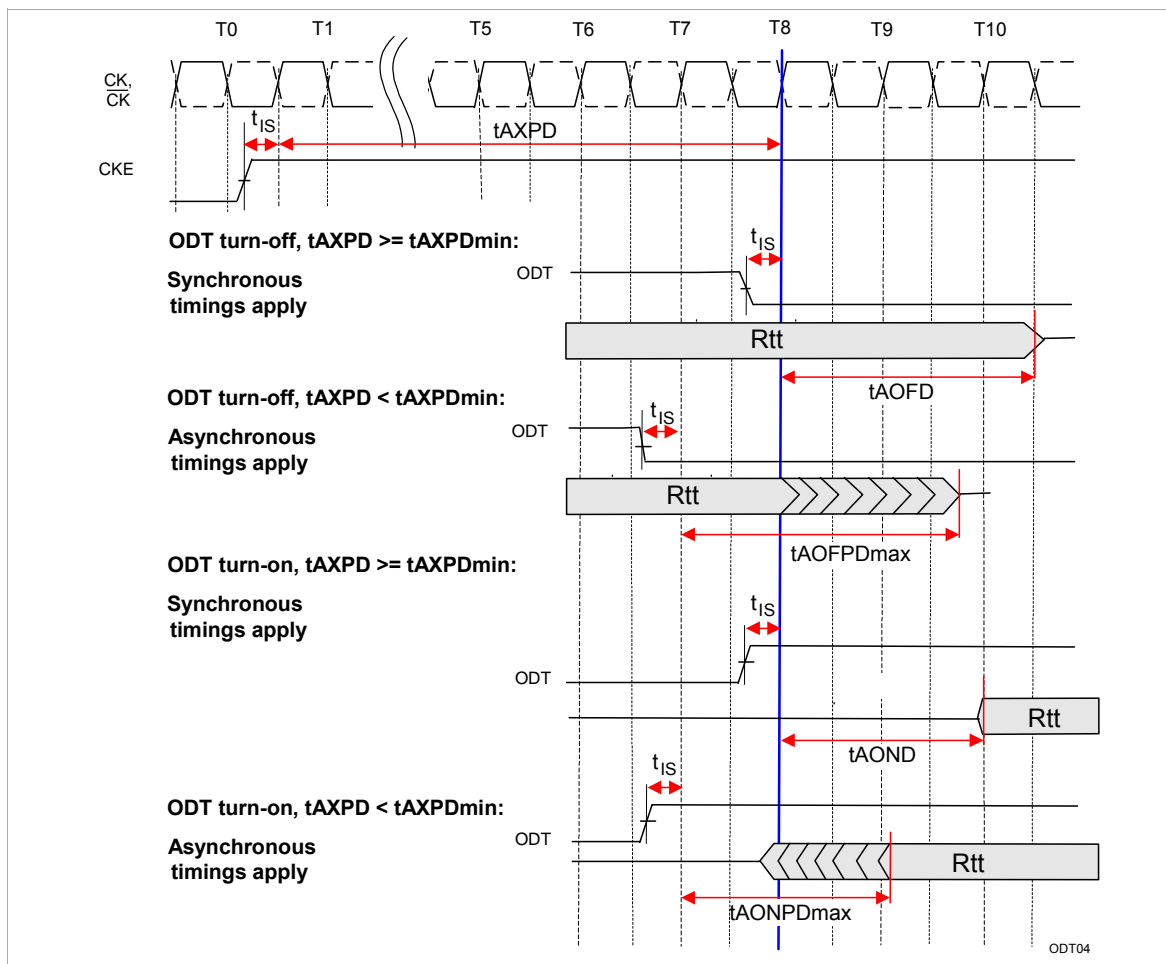 T0 T1 T5 T6 T7 T8 T9 T10
CK,
CK
tIS
tAXPD
CKE
ODT turn-off, tAXPD >= tAXPDmin:
tIS
ODT
Synchronous
timings apply
Rtt
tAOFD
ODT turn-off, tAXPD < tAXPDmin:
tIS
ODT
Asynchronous
timings apply
Rtt
tAOFPDmax
ODT turn-on, tAXPD >= tAXPDmin:
Synchronous
timings apply
tIS
ODT
Rtt
tAOND
tIS
ODT turn-on, tAXPD < tAXPDmin:
ODT
Asynchronous
timings apply
Rtt
tAONPDmax
ODT04